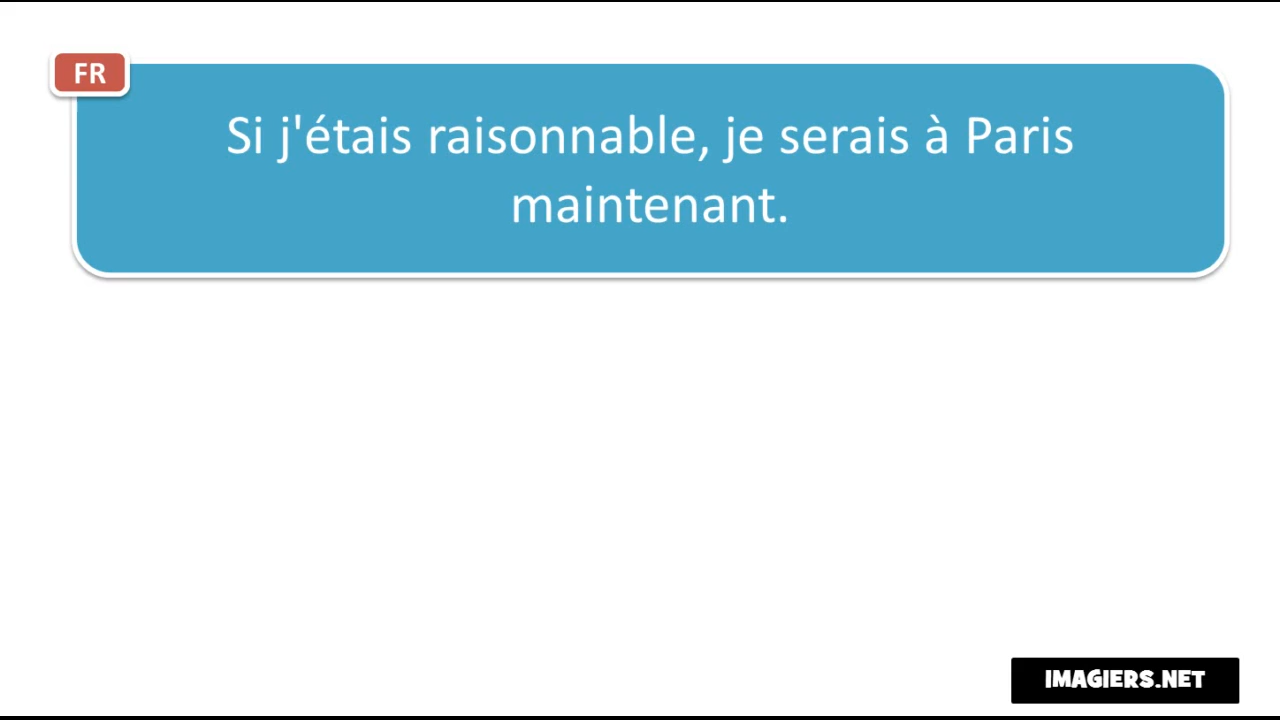 FR
Si j'étais raisonnable, je serais à Paris
maintenant.
IMAGIERS.NET